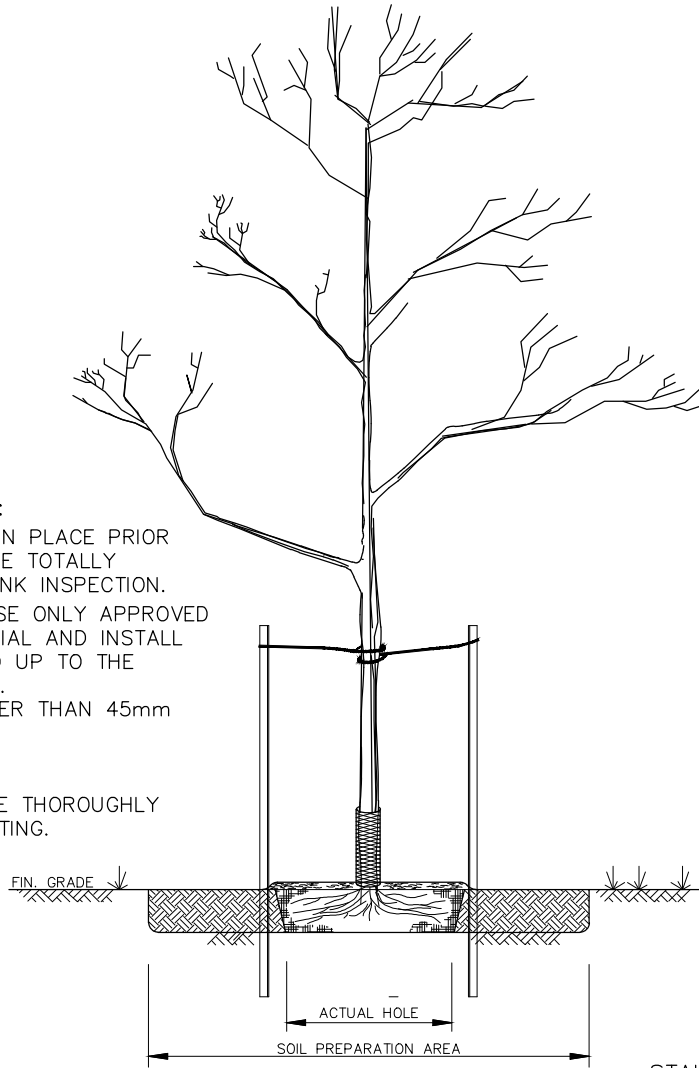 :
N PLACE PRIOR
E TOTALLY
NK INSPECTION.
SE ONLY APPROVED
IAL AND INSTALL
UP TO THE
.
ER THAN 45mm
E THOROUGHLY
TING.
FIN. GRADE
ACTUAL HOLE
SOIL PREPARATION AREA